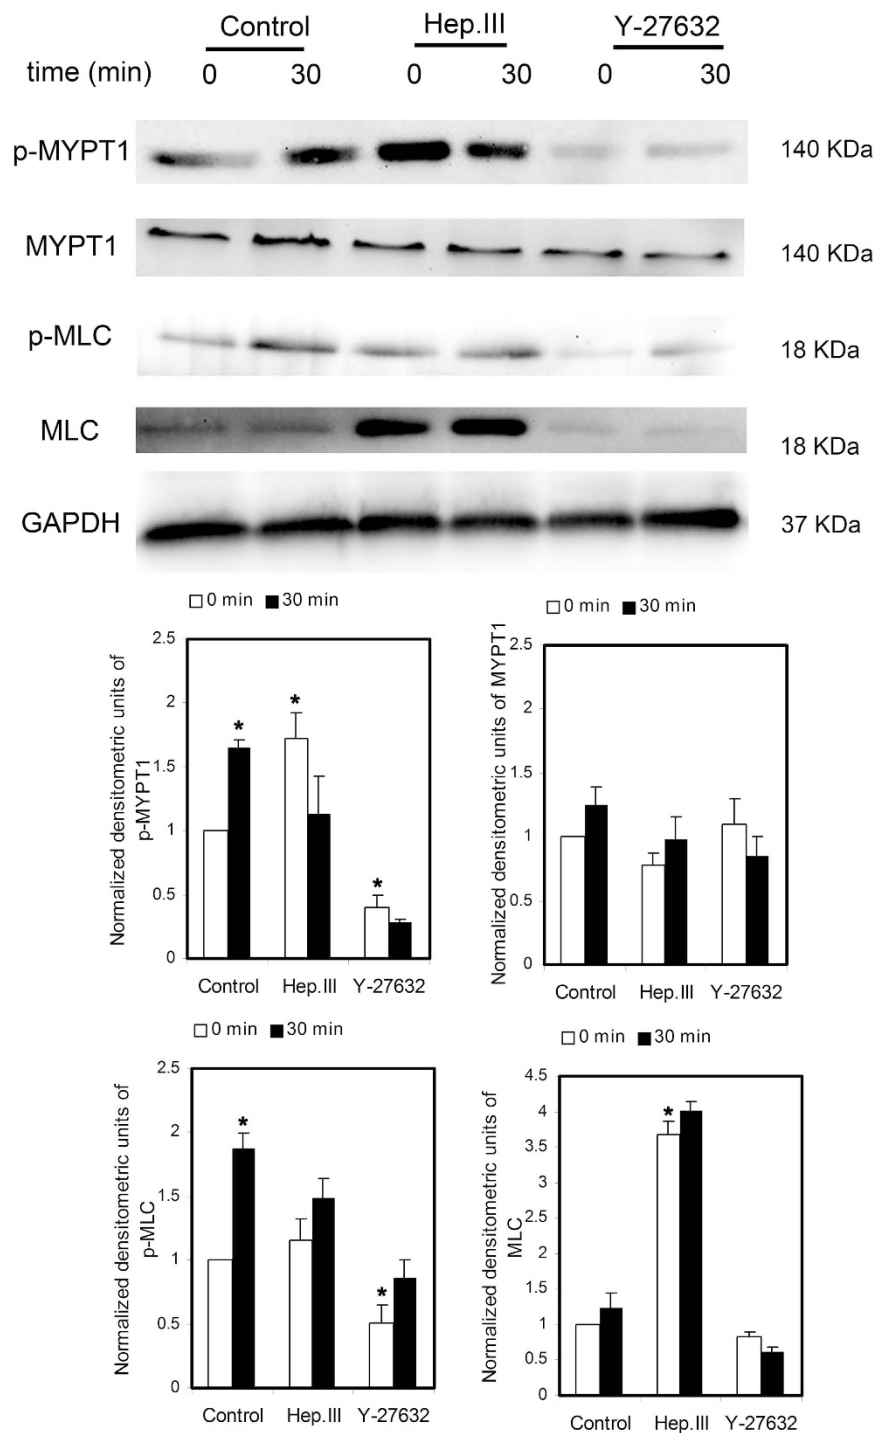 Control Hep.III Y-27632
time (min) 0 30 0 30 0 30
p-MYPT1 140 KDa
MYPT1 140 KDa
p-MLC 18 KDa
MLC 18 KDa
GAPDH 37 KDa
0 min 30 min
Normalized densitometric units of
p-MYPT1
2.5
2
1.5
1
0.5
0
* * *
Control Hep.III Y-27632
0 min 30 min
Normalized densitometric units of MYPT1
2.5
2
1.5
1
0.5
0
Control Hep.III Y-27632
0 min 30 min
Normalized densitometric units of
p-MLC
2.5
2
1.5
1
0.5
0
* *
Control Hep.III Y-27632
0 min 30 min
Normalized densitometric units of
MLC
4.5
4
3.5
3
2.5
2
1.5
1
0.5
0
*
Control Hep.III Y-27632